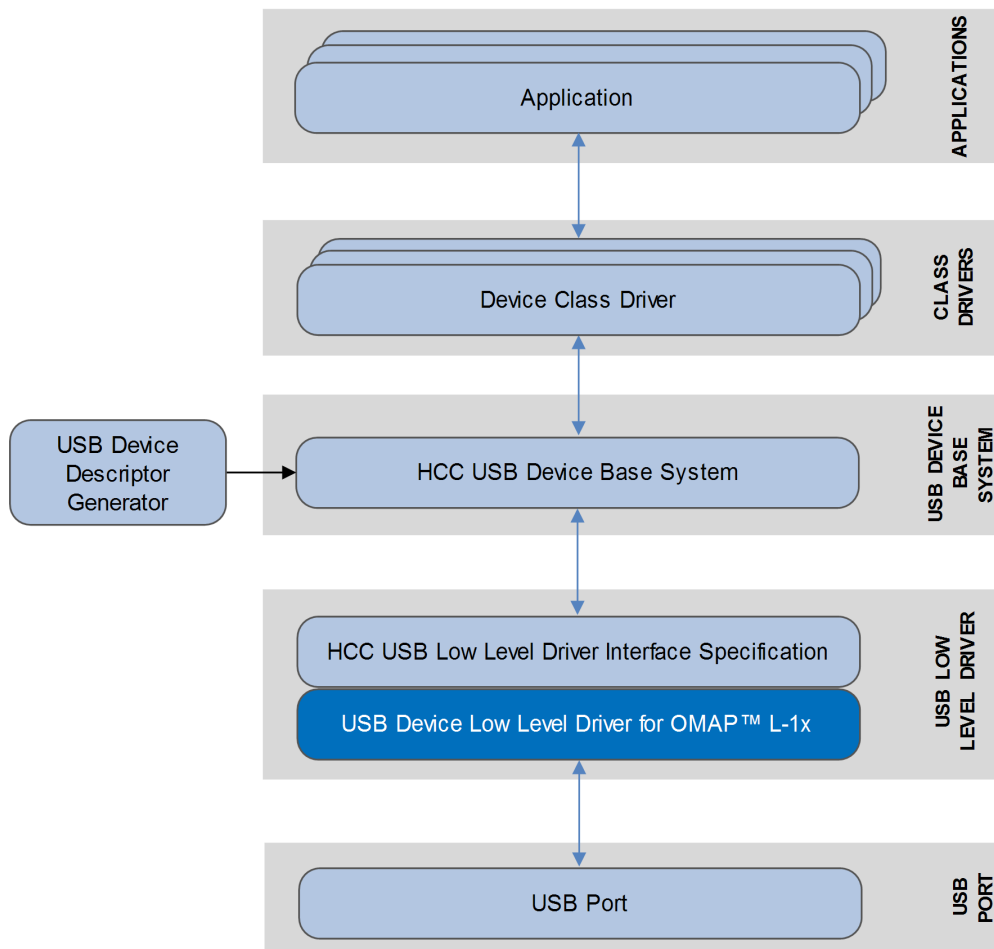 Application
APPLICATIONS
Device Class Driver
CLASS
DRIVERS
USB Device
Descriptor
Generator
HCC USB Device Base System
USB DEVICE
BASE
SYSTEM
HCC USB Low Level Driver Interface Specification
USB Device Low Level Driver for OMAP™ L-1x
USB LOW
LEVEL DRIVER
USB Port
USB
PORT